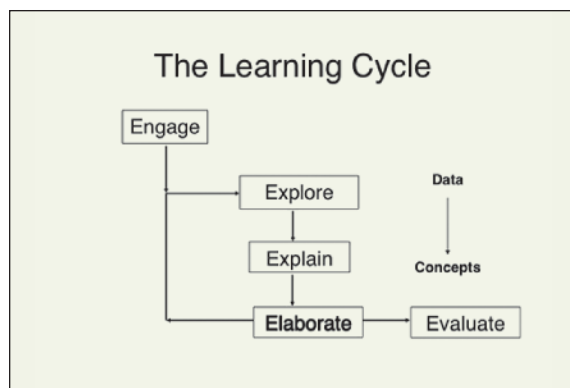 The Learning Cycle
Engage
Explore
Data
Explain
Concepts
Elaborate
Evaluate